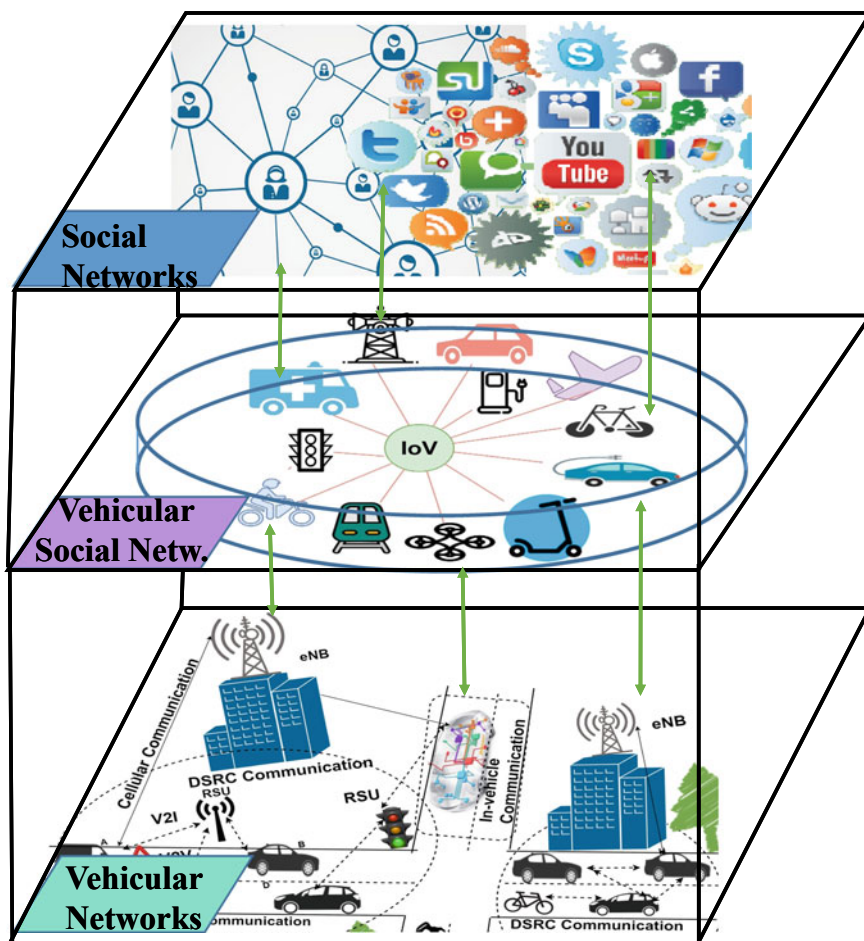 You
Tube
Meetup
Social
Networks
IoV
Vehicular
Social Netw.
eNB
eNB
Cellular Communication
DSRC Communication
RSU
RSU
V2I
In-vehicle
Communication
A
B
D
Vehicular
Networks
DSRC Communication